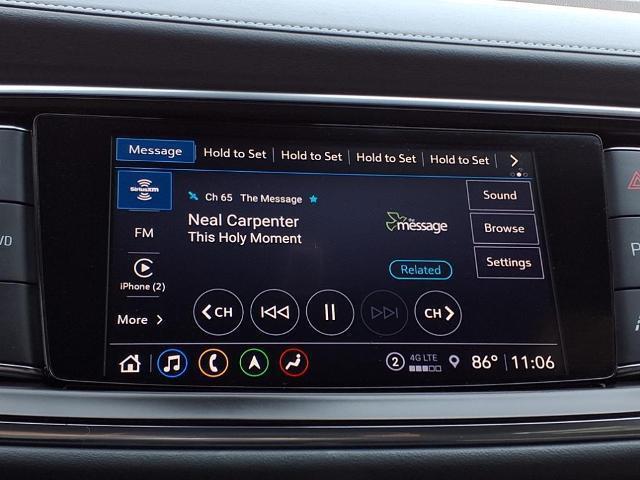 Message
Hold to Set
Hold to Set
Hold to Set
Hold to Set
SiriusXM
Ch 65 The Message
Neal Carpenter
This Holy Moment
the message
Related
Sound
Browse
Settings
FM
iPhone (2)
More
CH
CH
2
4G LTE
86°
11:06